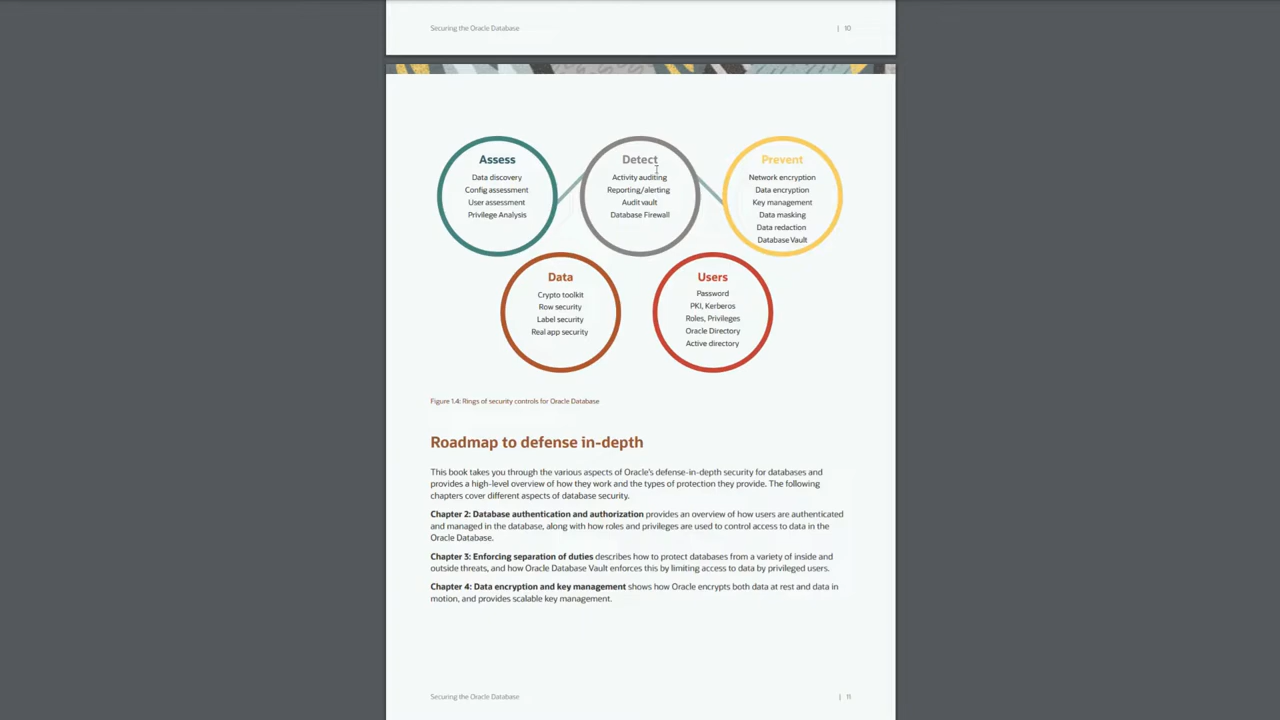 Securing the Oracle Database | 10
Assess
Data discovery
Config assessment
User assessment
Privilege Analysis
Detect
Activity auditing
Reporting/alerting
Audit vault
Database Firewall
Prevent
Network encryption
Data encryption
Key management
Data masking
Data redaction
Database Vault
Data
Crypto toolkit
Row security
Label security
Real app security
Users
Password
PKI, Kerberos
Roles, Privileges
Oracle Directory
Active directory
Figure 1.4: Rings of security controls for Oracle Database
Roadmap to defense in-depth
This book takes you through the various aspects of Oracle's defense-in-depth security for databases and
provides a high-level overview of how they work and the types of protection they provide. The following
chapters cover different aspects of database security.
Chapter 2: Database authentication and authorization provides an overview of how users are authenticated
and managed in the database, along with how roles and privileges are used to control access to data in the
Oracle Database.
Chapter 3: Enforcing separation of duties describes how to protect databases from a variety of inside and
outside threats, and how Oracle Database Vault enforces this by limiting access to data by privileged users.
Chapter 4: Data encryption and key management shows how Oracle encrypts both data at rest and data in
motion, and provides scalable key management.
Securing the Oracle Database | 11